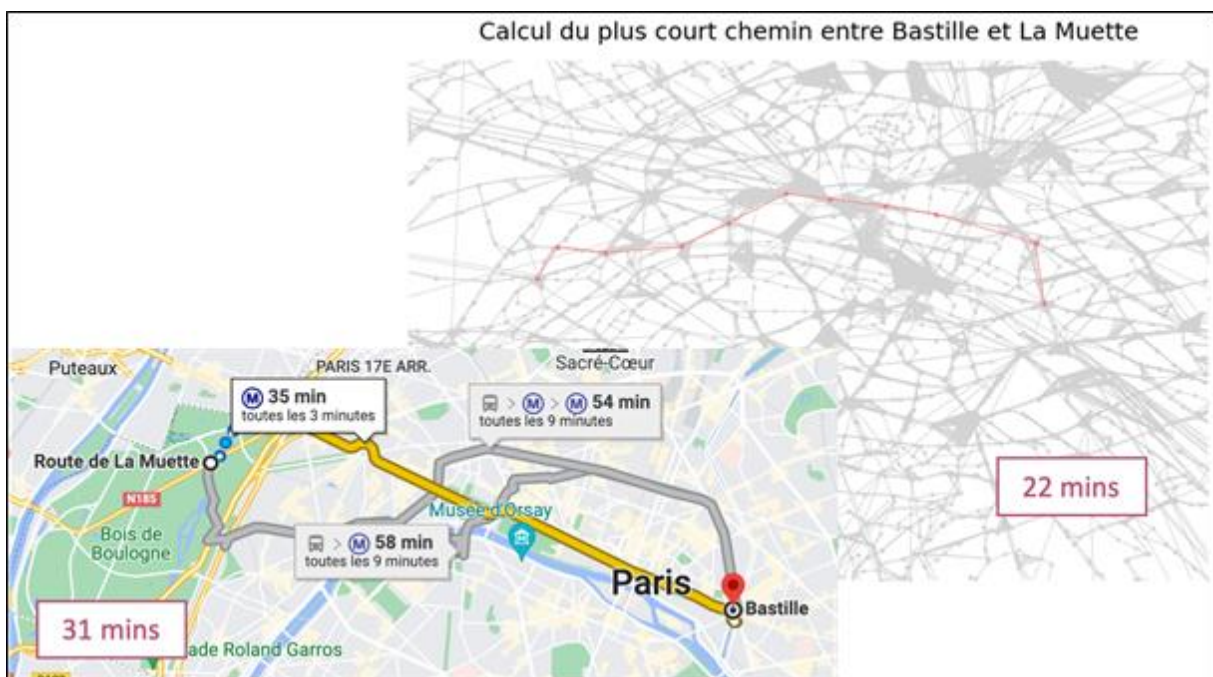 Calcul du plus court chemin entre Bastille et La Muette
Puteaux
PARIS 17E ARR.
Sacré-Cœur
M 35 min
toutes les 3 minutes
> M > M 54 min
toutes les 9 minutes
Route de La Muette
N185
Bois de
Boulogne
Musée d'Orsay
> M 58 min
toutes les 9 minutes
Paris
Bastille
22 mins
31 mins
ade Roland Garros